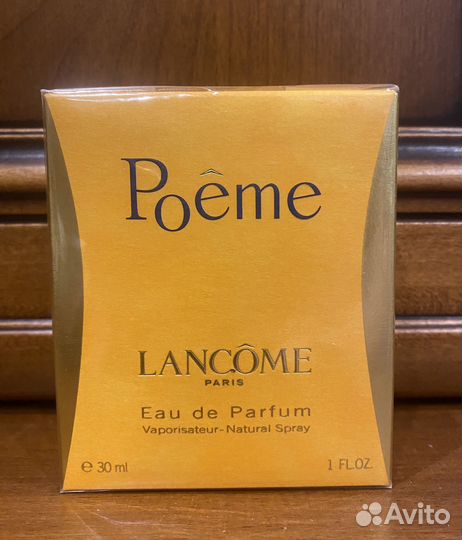 Poême
LANCÔME
PARIS
Eau de Parfum
Vaporisateur-Natural Spray
e 30 ml 1 FL.OZ.
Avito